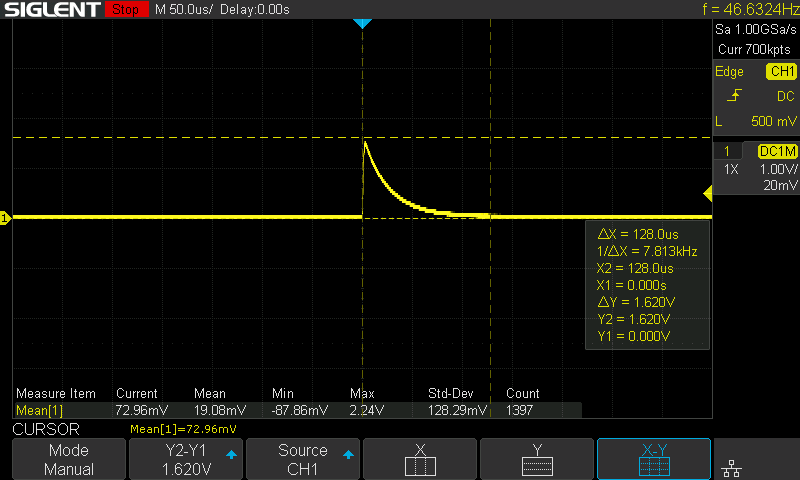 SIGLENT Stop M 50.0us/ Delay:0.00s f = 46.6324Hz
Sa 1.00GSa/s
Curr 700kpts
Edge CH1
DC
L 500 mV
1 DC1M
1X 1.00V/
20mV
1
ΔX = 128.0us
1/ΔX = 7.813kHz
X2 = 128.0us
X1 = 0.000s
ΔY = 1.620V
Y2 = 1.620V
Y1 = 0.000V
Measure Item Current Mean Min Max Std-Dev Count
Mean[1] 72.96mV 19.08mV -87.86mV 2.24V 128.29mV 1397
CURSOR Mean[1]=72.96mV
Mode Y2-Y1 Source X Y X-Y
Manual 1.620V CH1